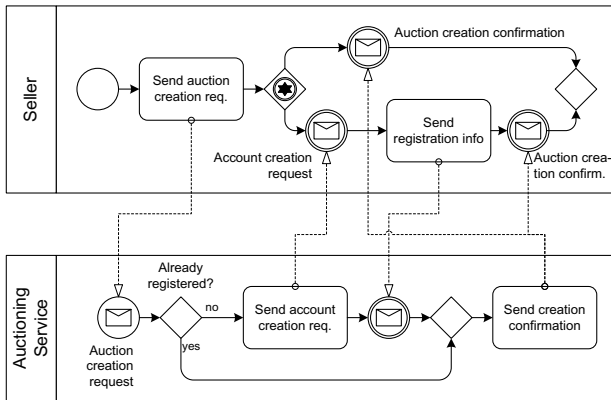 Seller
Send auction
creation req.
Auction creation confirmation
Account creation
request
Send
registration info
Auction crea-
tion confirm.
Auctioning
Service
Auction
creation
request
Already
registered?
no
yes
Send account
creation req.
Send creation
confirmation